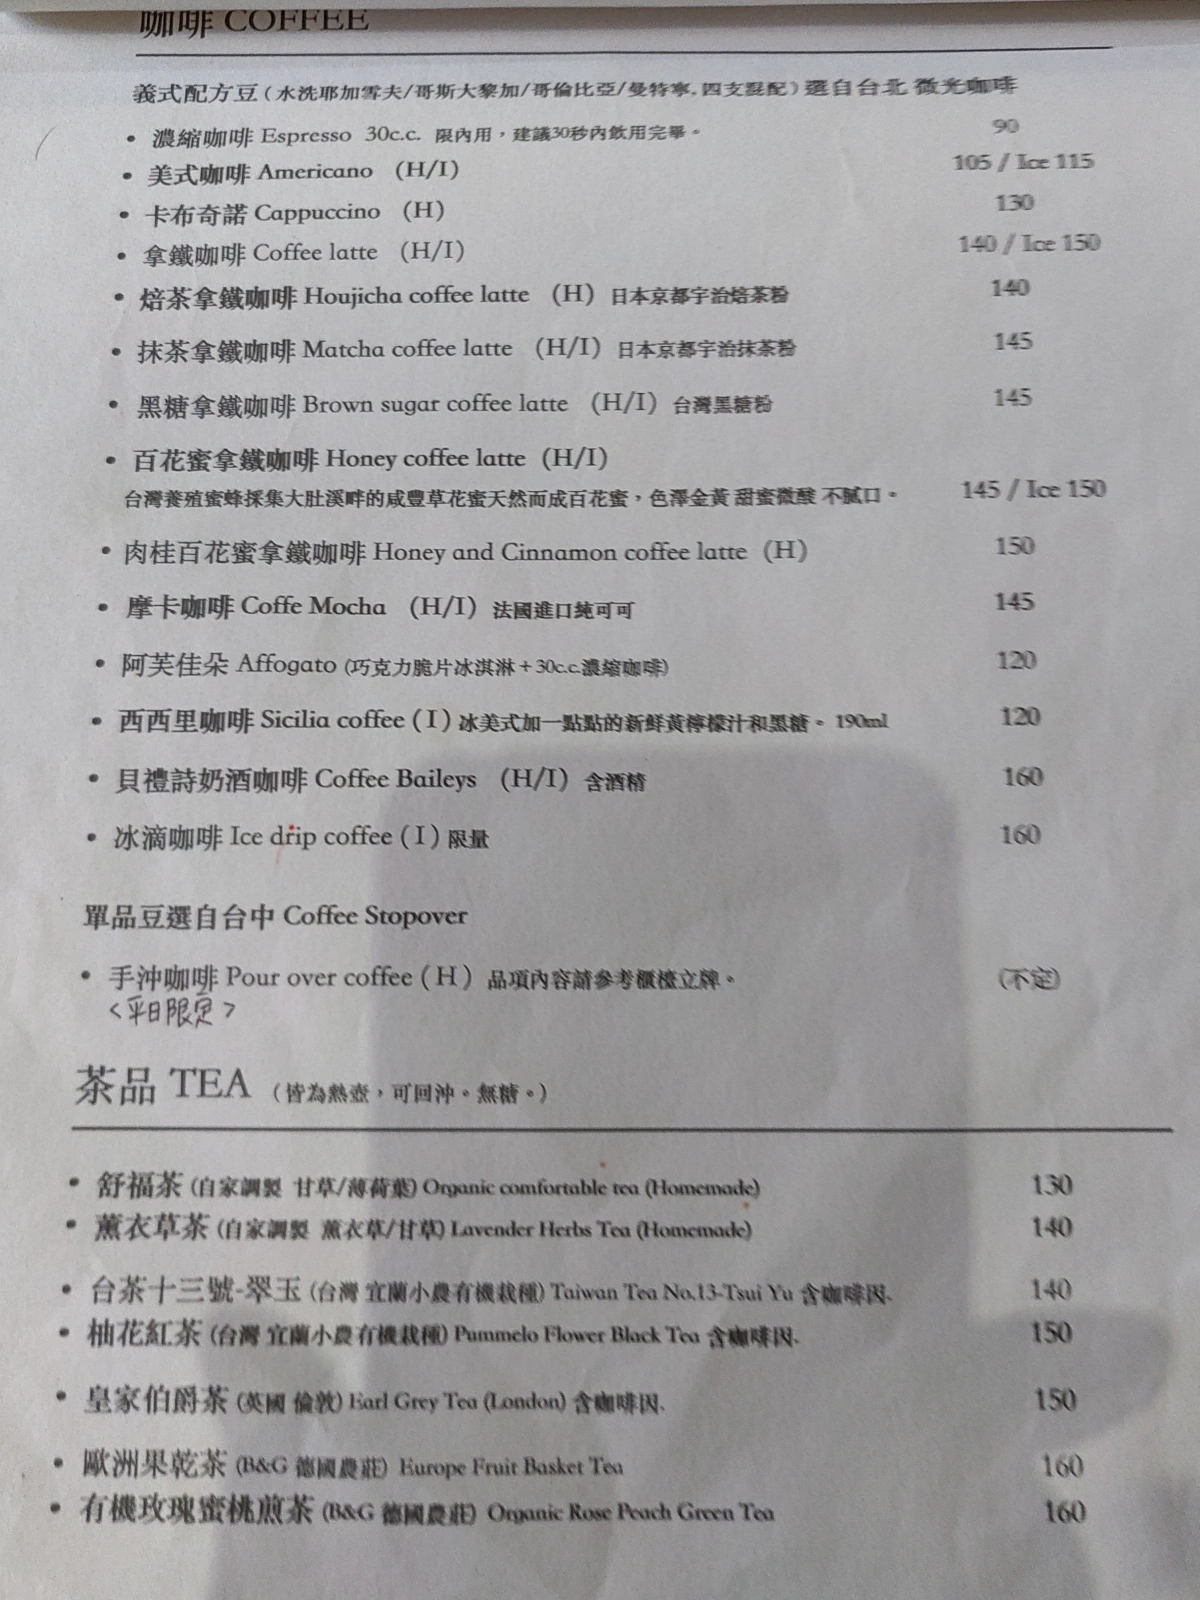 咖啡 COFFEE
義式配方豆(水洗耶加雪夫/哥斯大黎加/哥倫比亞/曼特寧,四支混配)選自台北 微光咖啡
• 濃縮咖啡 Espresso 30c.c. 限內用,建議30秒內飲用完畢。 90
• 美式咖啡 Americano (H/I) 105 / Ice 115
• 卡布奇諾 Cappuccino (H) 130
• 拿鐵咖啡 Coffee latte (H/I) 140 / Ice 150
• 焙茶拿鐵咖啡 Houjicha coffee latte (H) 日本京都宇治焙茶粉 140
• 抹茶拿鐵咖啡 Matcha coffee latte (H/I) 日本京都宇治抹茶粉 145
• 黑糖拿鐵咖啡 Brown sugar coffee latte (H/I) 台灣黑糖粉 145
• 百花蜜拿鐵咖啡 Honey coffee latte (H/I)
台灣養殖蜜蜂採集大肚溪畔的咸豐草花蜜天然而成百花蜜,色澤金黃 甜蜜微酸 不膩口。 145 / Ice 150
• 肉桂百花蜜拿鐵咖啡 Honey and Cinnamon coffee latte (H) 150
• 摩卡咖啡 Coffe Mocha (H/I) 法國進口純可可 145
• 阿芙佳朵 Affogato (巧克力脆片冰淇淋+30c.c.濃縮咖啡) 120
• 西西里咖啡 Sicilia coffee (I) 冰美式加一點點的新鮮黃檸檬汁和黑糖。 190ml 120
• 貝禮詩奶酒咖啡 Coffee Baileys (H/I) 含酒精 160
• 冰滴咖啡 Ice drip coffee (I) 限量 160
單品豆選自台中 Coffee Stopover
• 手沖咖啡 Pour over coffee (H) 品項內容請參考櫃檯立牌。 (不定)
<平日限定>
茶品 TEA (皆為熱壺,可回沖。無糖。)
• 舒福茶 (自家調製 甘草/薄荷葉) Organic comfortable tea (Homemade) 130
• 薰衣草茶 (自家調製 薰衣草/甘草) Lavender Herbs Tea (Homemade) 140
• 台茶十三號-翠玉 (台灣 宜蘭小農有機栽種) Taiwan Tea No.13-Tsui Yu 含咖啡因. 140
• 柚花紅茶 (台灣 宜蘭小農有機栽種) Pummelo Flower Black Tea 含咖啡因. 150
• 皇家伯爵茶 (英國 倫敦) Earl Grey Tea (London) 含咖啡因. 150
• 歐洲果乾茶 (B&G 德國農莊) Europe Fruit Basket Tea 160
• 有機玫瑰蜜桃煎茶 (B&G 德國農莊) Organic Rose Peach Green Tea 160